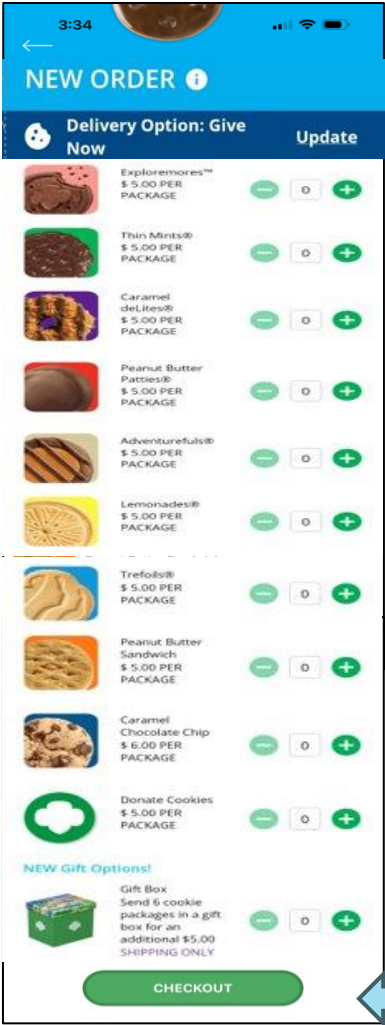 3:34
NEW ORDER
Delivery Option: Give
Now
Update
Exploremores™
$ 5.00 PER
PACKAGE
0
Thin Mints®
$ 5.00 PER
PACKAGE
0
Caramel
deLites®
$ 5.00 PER
PACKAGE
0
Peanut Butter
Patties®
$ 5.00 PER
PACKAGE
0
Adventurefuls®
$ 5.00 PER
PACKAGE
0
Lemonades®
$ 5.00 PER
PACKAGE
0
Trefoils®
$ 5.00 PER
PACKAGE
0
Peanut Butter
Sandwich
$ 5.00 PER
PACKAGE
0
Caramel
Chocolate Chip
$ 6.00 PER
PACKAGE
0
Donate Cookies
$ 5.00 PER
PACKAGE
0
NEW Gift Options!
Gift Box
Send 6 cookie
packages in a gift
box for an
additional $5.00
SHIPPING ONLY
0
CHECKOUT